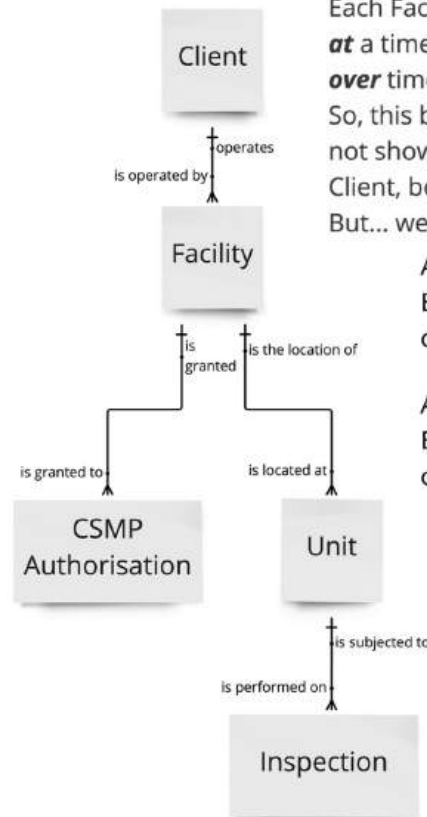 Each Fac
at a time
over time
So, this b
not show
Client, be
But... we
Client
operates
is operated by
Facility
is
granted
is the location of
is granted to
is located at
CSMP
Authorisation
Unit
is subjected to
is performed on
Inspection